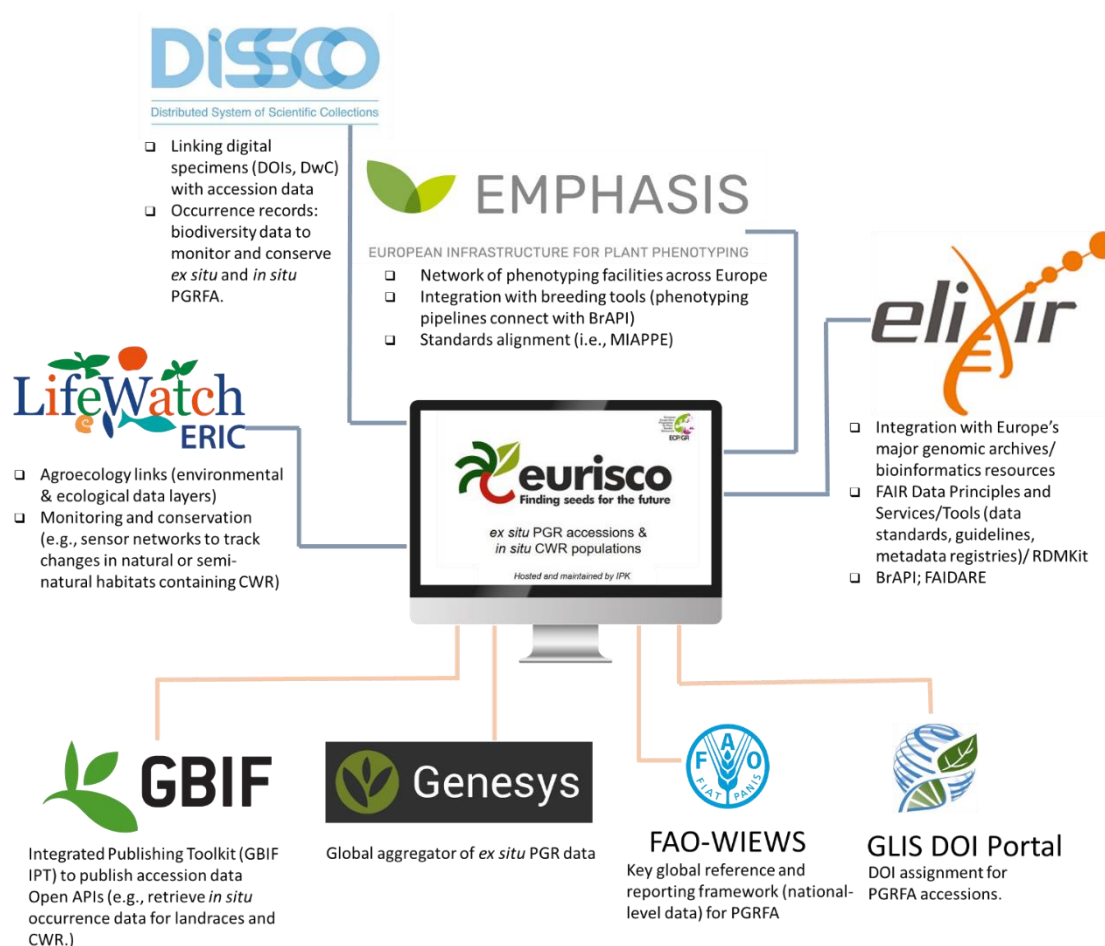 DiSSCO
Distributed System of Scientific Collections
❑ Linking digital
specimens (DOIs, DwC)
with accession data
❑ Occurrence records:
biodiversity data to
monitor and conserve
ex situ and in situ
PGRFA.
EMPHASIS
EUROPEAN INFRASTRUCTURE FOR PLANT PHENOTYPING
❑ Network of phenotyping facilities across Europe
❑ Integration with breeding tools (phenotyping
pipelines connect with BrAPI)
❑ Standards alignment (i.e., MIAPPE)
elixir
❑ Integration with Europe's
major genomic archives/
bioinformatics resources
❑ FAIR Data Principles and
Services/Tools (data
standards, guidelines,
metadata registries)/ RDMKit
❑ BrAPI; FAIDARE
LifeWatch
ERIC
❑ Agroecology links (environmental
& ecological data layers)
❑ Monitoring and conservation
(e.g., sensor networks to track
changes in natural or semi-
natural habitats containing CWR)
ECPGR
eurisco
Finding seeds for the future
ex situ PGR accessions &
in situ CWR populations
Hosted and maintained by IPK
GBIF
Integrated Publishing Toolkit (GBIF
IPT) to publish accession data
Open APIs (e.g., retrieve in situ
occurrence data for landraces and
CWR.)
Genesys
Global aggregator of ex situ PGR data
FAO
FIAT PANIS
FAO-WIEWS
Key global reference and
reporting framework (national-
level data) for PGRFA
GLIS DOI Portal
DOI assignment for
PGRFA accessions.